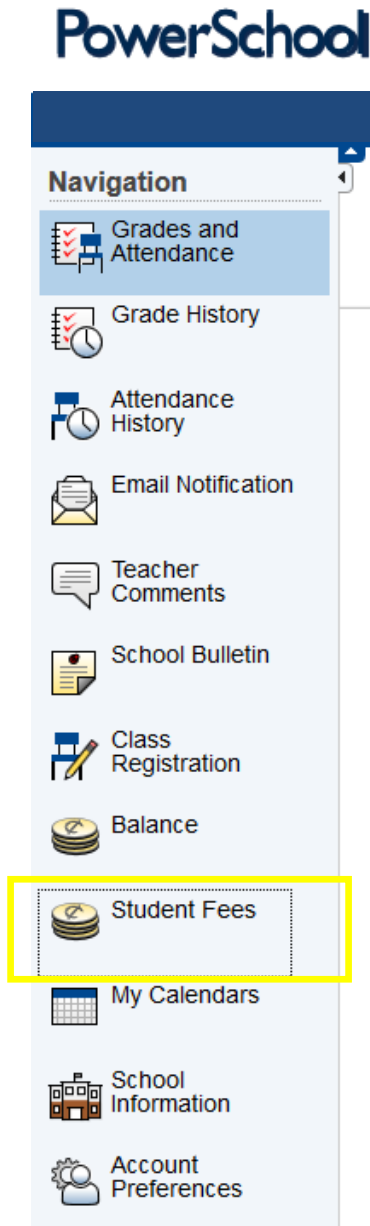 PowerSchool
Navigation
Grades and
Attendance
Grade History
Attendance
History
Email Notification
Teacher
Comments
School Bulletin
Class
Registration
Balance
Student Fees
My Calendars
School
Information
Account
Preferences